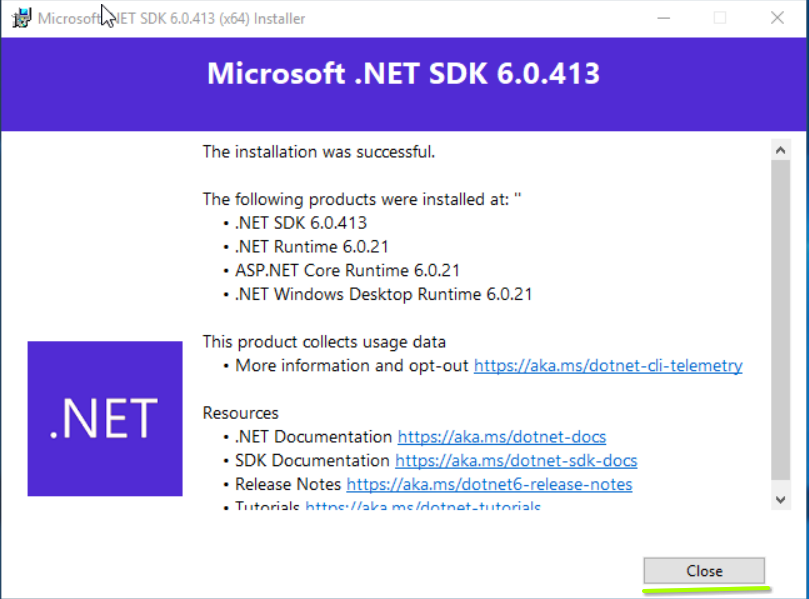 Microsoft .NET SDK 6.0.413 (x64) Installer
Microsoft .NET SDK 6.0.413
The installation was successful.
The following products were installed at: ''
• .NET SDK 6.0.413
• .NET Runtime 6.0.21
• ASP.NET Core Runtime 6.0.21
• .NET Windows Desktop Runtime 6.0.21
This product collects usage data
• More information and opt-out https://aka.ms/dotnet-cli-telemetry
.NET
Resources
• .NET Documentation https://aka.ms/dotnet-docs
• SDK Documentation https://aka.ms/dotnet-sdk-docs
• Release Notes https://aka.ms/dotnet6-release-notes
• Tutorials https://aka.ms/dotnet-tutorials
Close